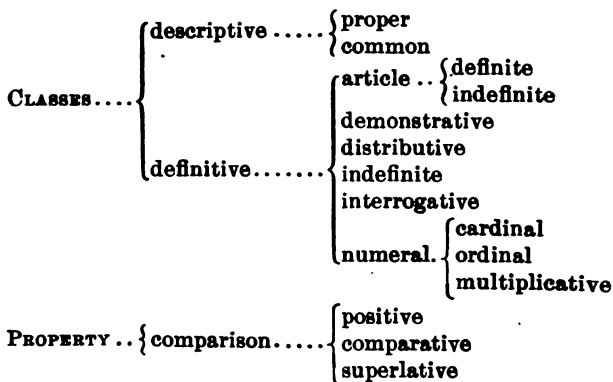 descriptive ..... proper
common
CLASSES.... article .. definite
indefinite
demonstrative
distributive
definitive....... indefinite
interrogative
cardinal
numeral. ordinal
multiplicative
positive
PROPERTY .. comparison ..... comparative
superlative